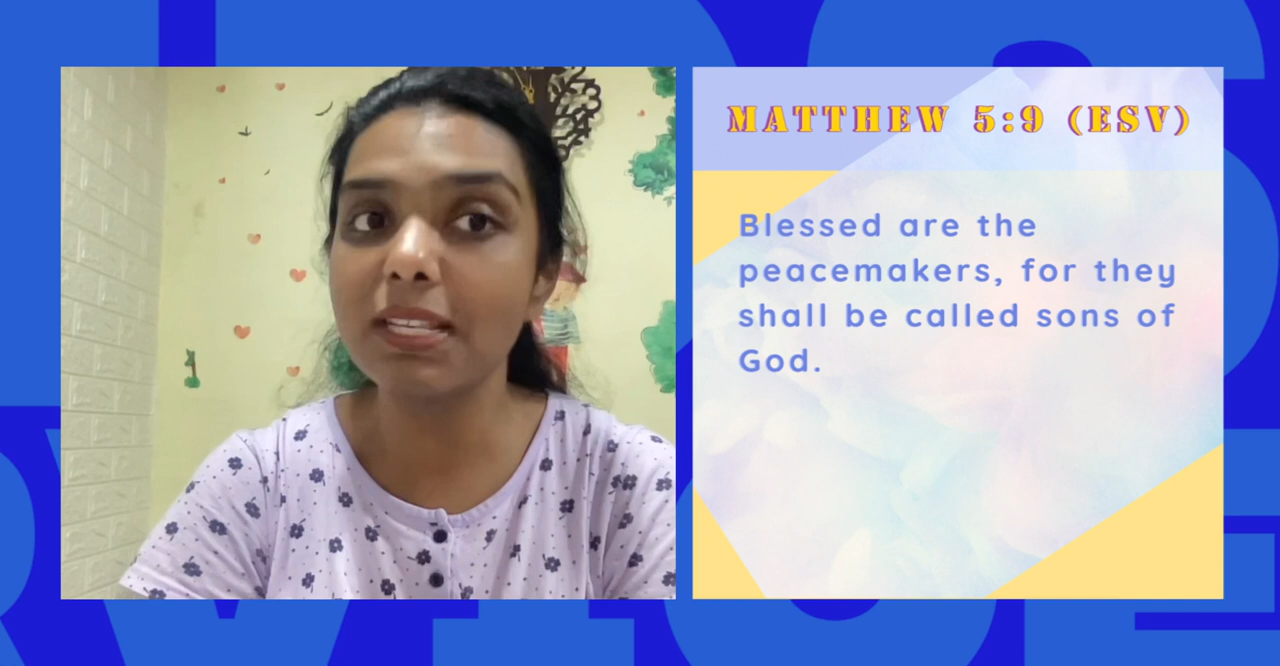 MATTHEW 5:9 (ESV)
Blessed are the
peacemakers, for they
shall be called sons of
God.